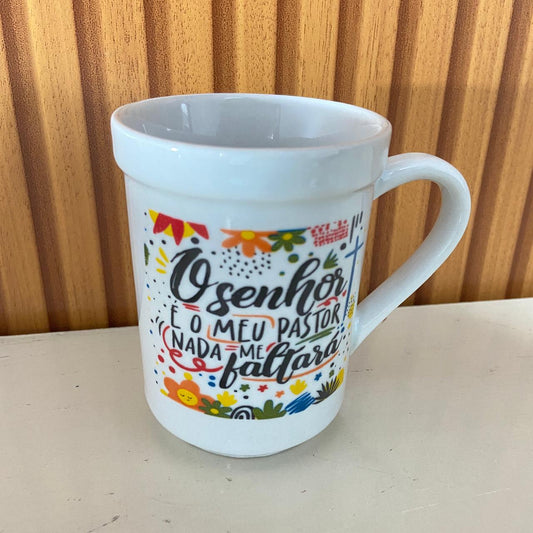 O senhor
É O MEU PASTOR
NADA ME
faltará